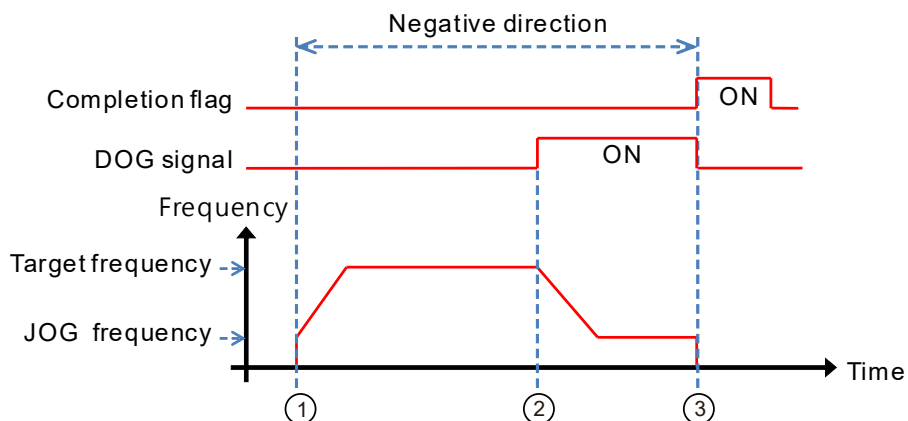 Negative direction
Completion flag
ON
DOG signal
ON
Frequency
Target frequency
JOG frequency
Time
① ② ③